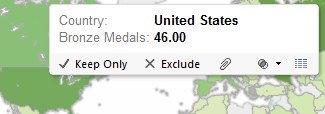 Country: United States
Bronze Medals: 46.00
Keep Only Exclude